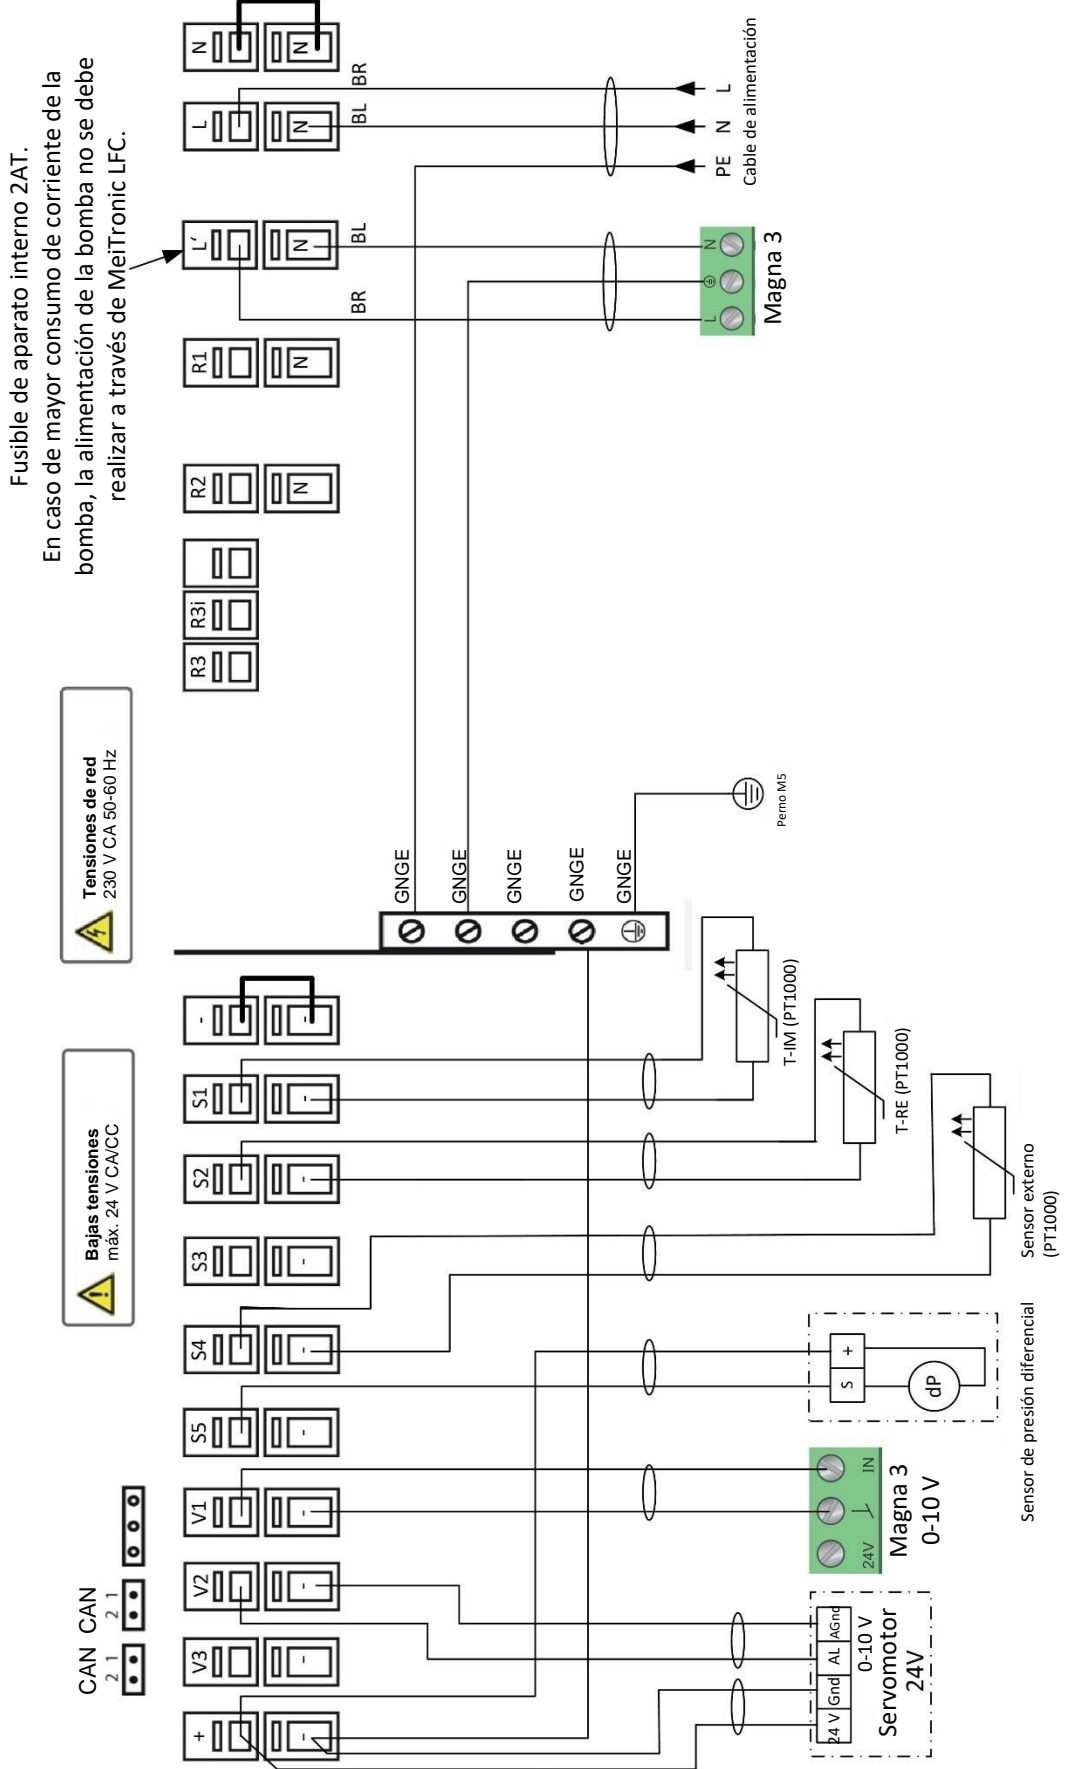 Fusible de aparato interno 2AT.
En caso de mayor consumo de corriente de la
bomba, la alimentación de la bomba no se debe
realizar a través de MeiTronic LFC.
CAN CAN
2 1 2 1
Bajas tensiones
máx. 24 V CA/CC
Tensiones de red
230 V CA 50-60 Hz
+ V3 V2 V1 S5 S4 S3 S2 S1 - R3 R3i R2 R1 L´ L N
- - - - - - - - - - N N N N N
BR BL BL BR
GNGE
GNGE
GNGE
GNGE
GNGE
Perno M5
L N
Magna 3
PE N L
Cable de alimentación
T-IM (PT1000)
T-RE (PT1000)
Sensor externo
(PT1000)
S +
dP
Sensor de presión diferencial
24V IN
Magna 3
0-10 V
24 V Gnd AL AGnd
0-10 V
Servomotor
24V